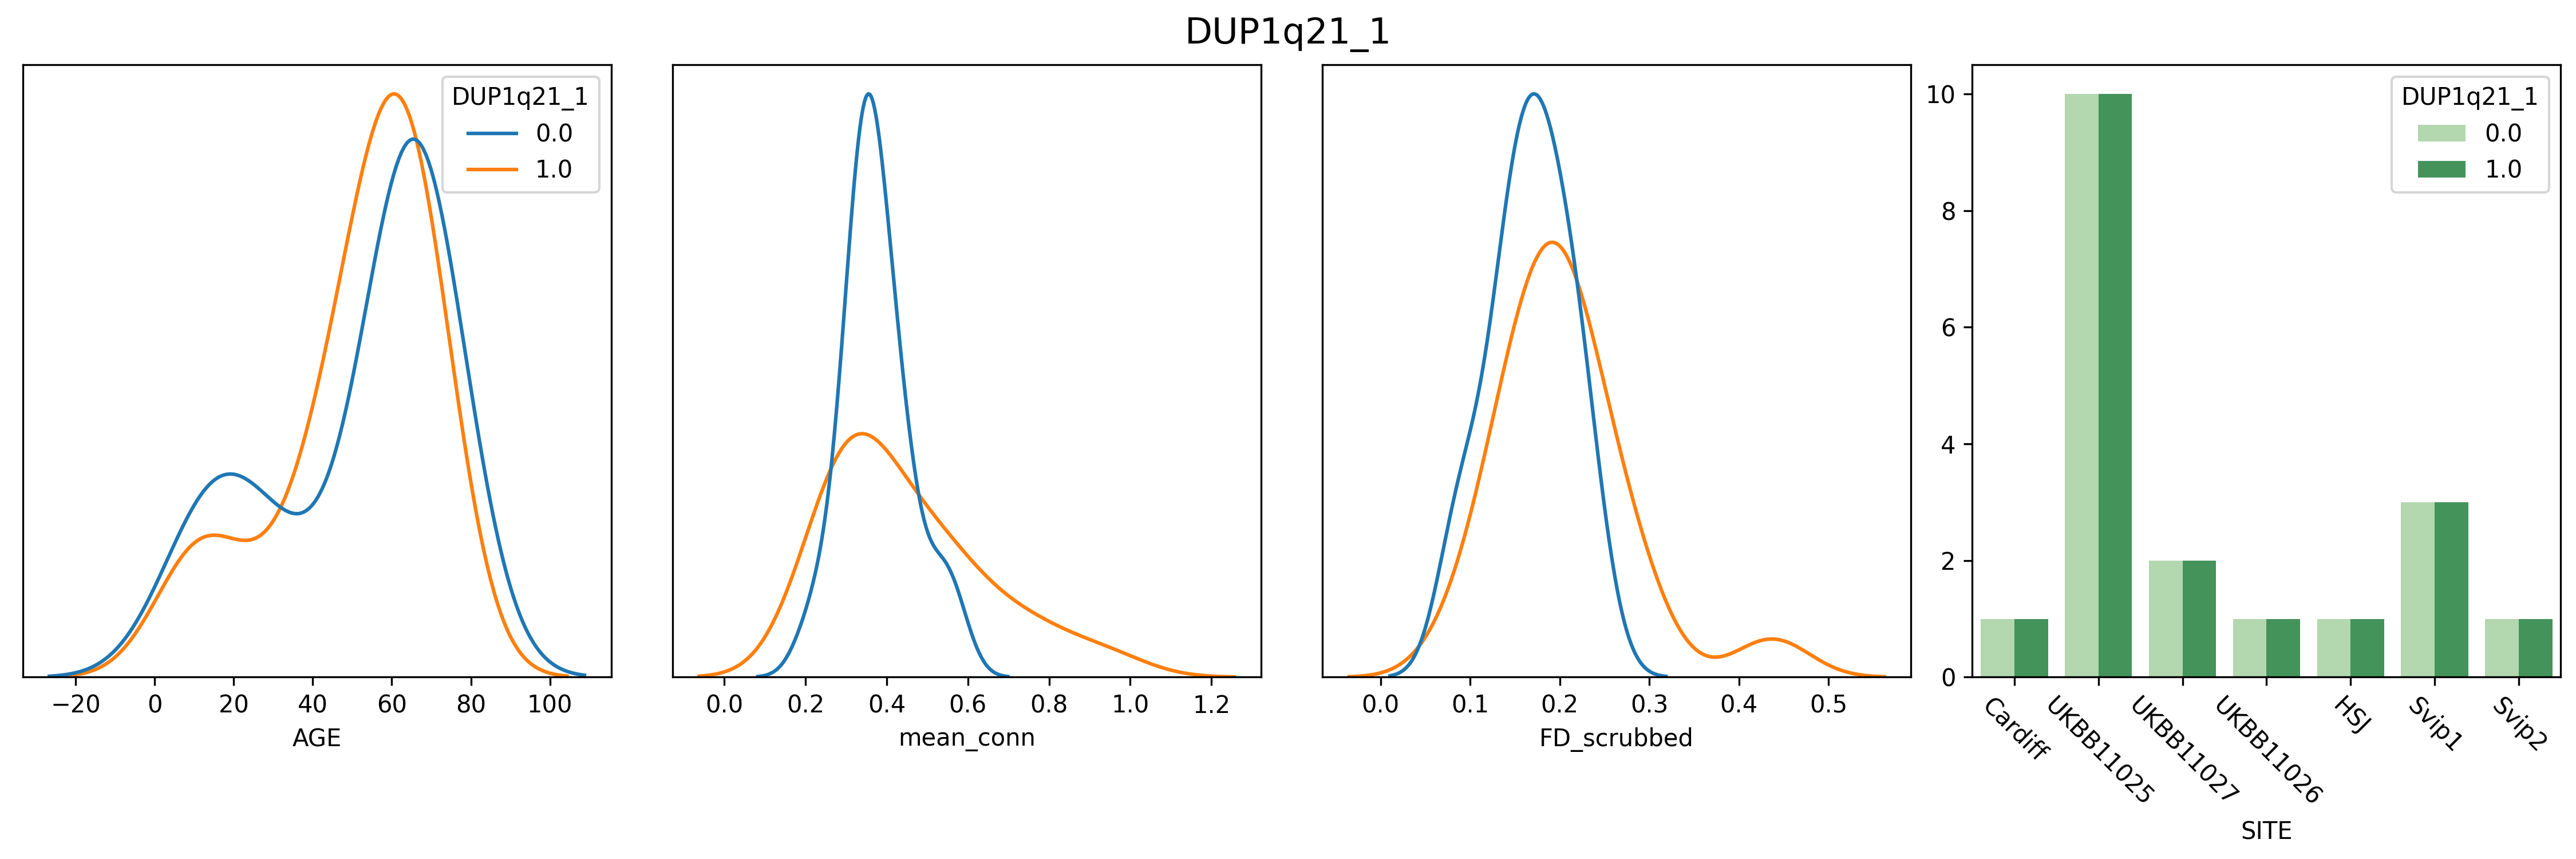 DUP1q21_1
DUP1q21_1
0.0
1.0
−20 0 20 40 60 80 100
AGE
0.0 0.2 0.4 0.6 0.8 1.0 1.2
mean_conn
0.0 0.1 0.2 0.3 0.4 0.5
FD_scrubbed
DUP1q21_1
0.0
1.0
10
8
6
4
2
0
Cardiff
UKBB11025
UKBB11027
UKBB11026
HSJ
Svip1
Svip2
SITE